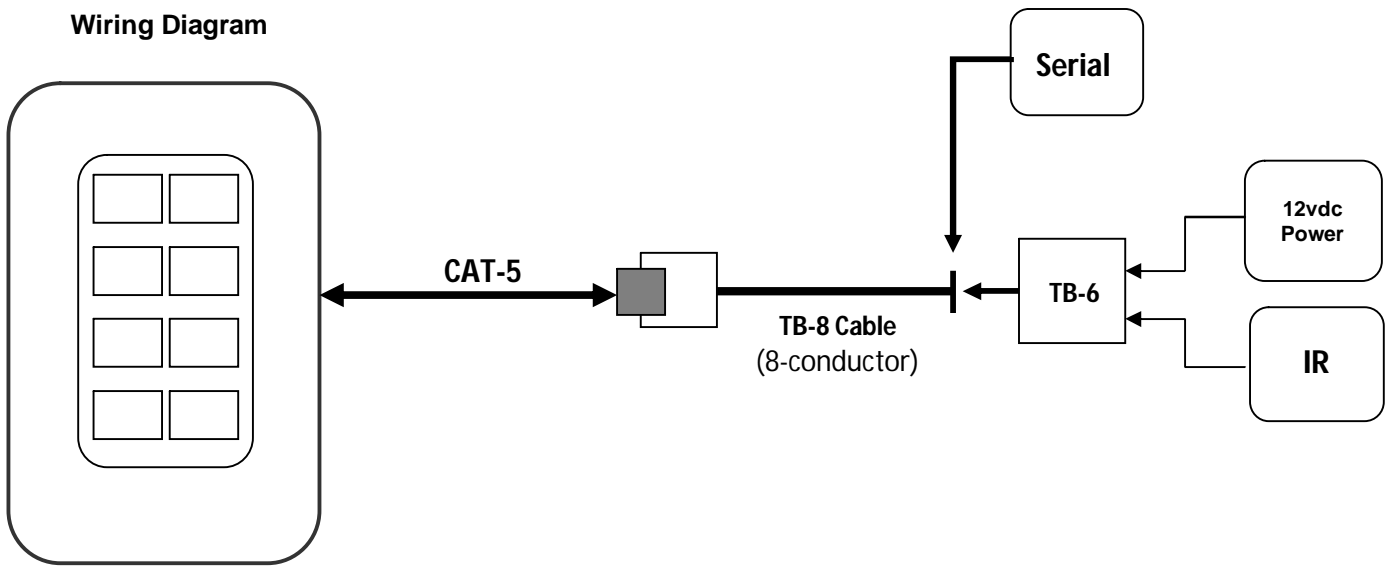 Wiring Diagram
Serial
12vdc
Power
CAT-5
TB-6
TB-8 Cable
(8-conductor)
IR